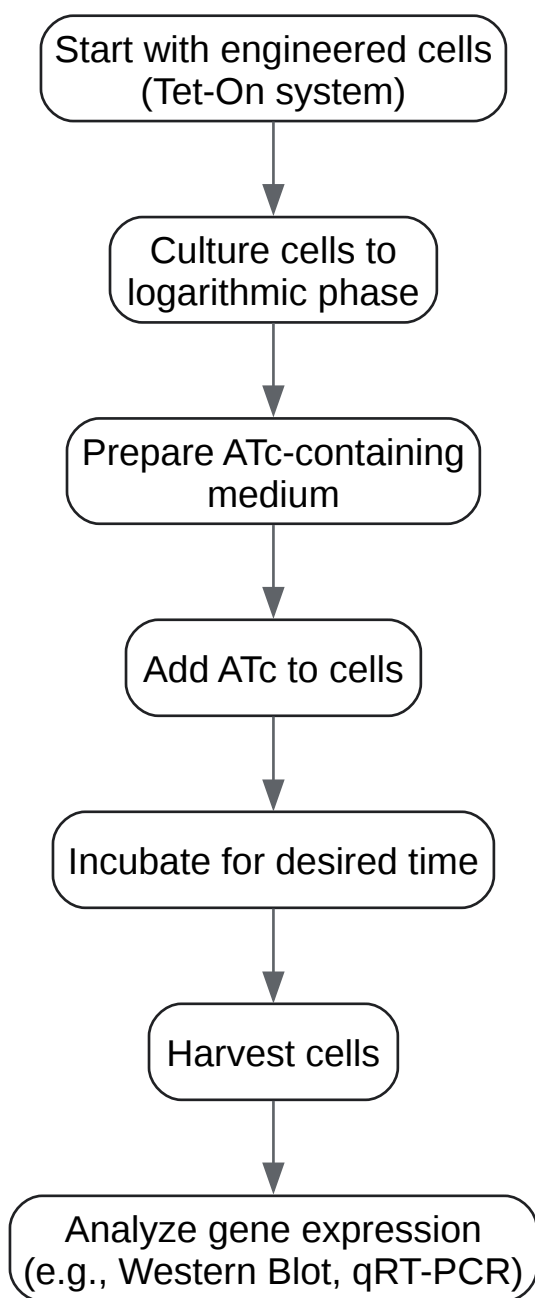 Start with engineered cells
(Tet-On system)
Culture cells to
logarithmic phase
Prepare ATc-containing
medium
Add ATc to cells
Incubate for desired time
Harvest cells
Analyze gene expression
(e.g., Western Blot, qRT-PCR)